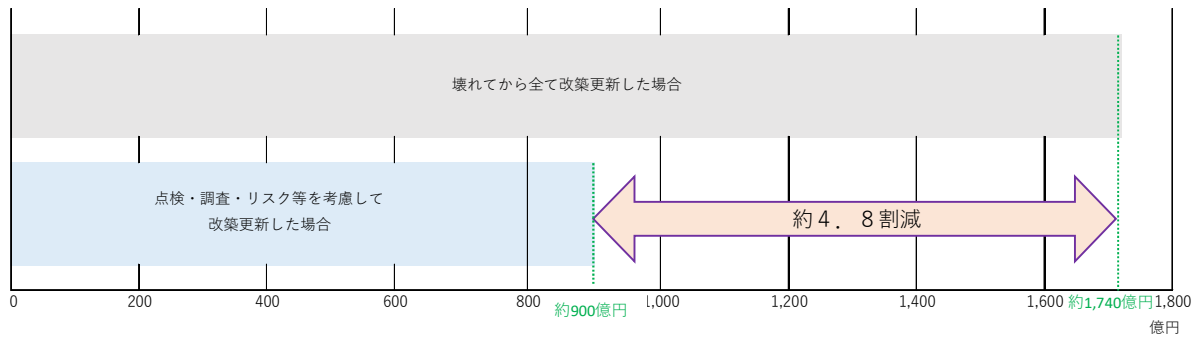 壊れてから全て改築更新した場合
点検・調査・リスク等を考慮して
改築更新した場合
約４．８割減
0 200 400 600 800 1,000 1,200 1,400 1,600 1,800
約900億円 約1,740億円
億円